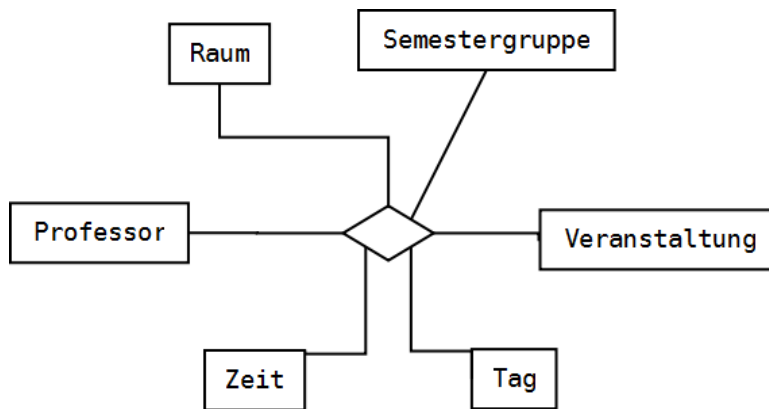 Semestergruppe
Raum
Professor
Veranstaltung
Zeit
Tag